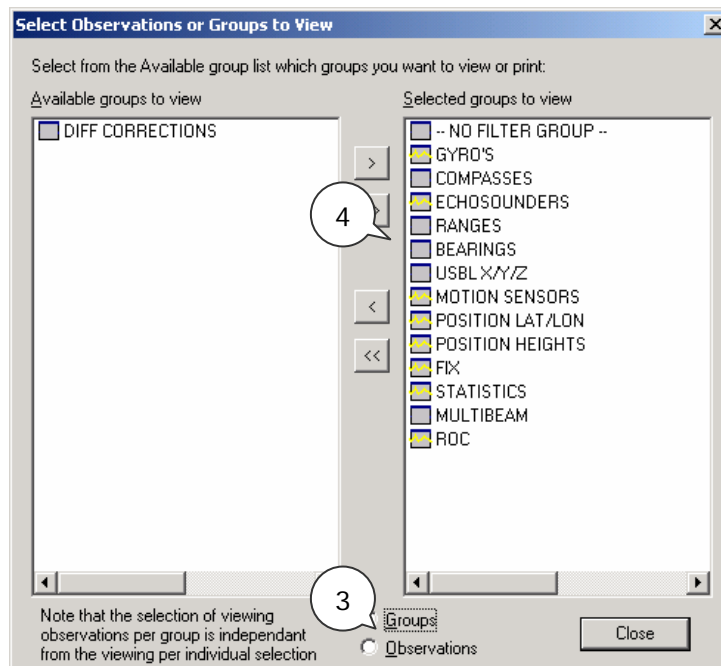 Select Observations or Groups to View
Select from the Available group list which groups you want to view or print:
Available groups to view
DIFF CORRECTIONS
Selected groups to view
-- NO FILTER GROUP --
GYRO'S
COMPASSES
ECHOSOUNDERS
RANGES
BEARINGS
USBL X/Y/Z
MOTION SENSORS
POSITION LAT/LON
POSITION HEIGHTS
FIX
STATISTICS
MULTIBEAM
ROC
>
4
<
<<
3
Note that the selection of viewing
observations per group is independant
from the viewing per individual selection
Groups
Observations
Close